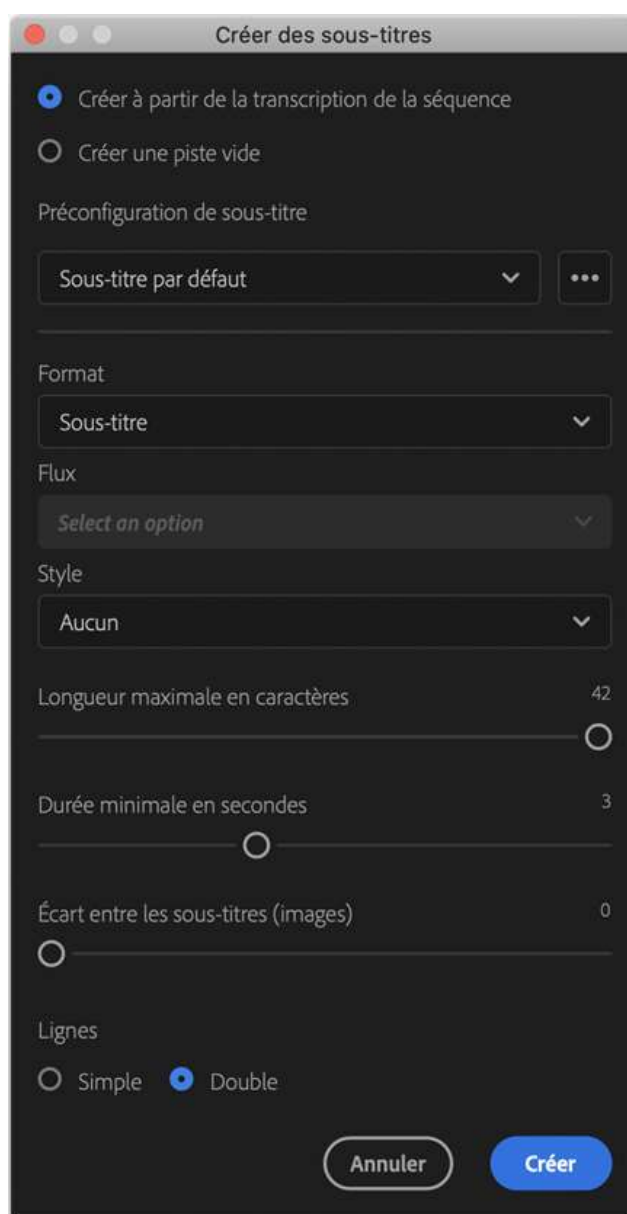 Créer des sous-titres
Créer à partir de la transcription de la séquence
Créer une piste vide
Préconfiguration de sous-titre
Sous-titre par défaut
Format
Sous-titre
Flux
Select an option
Style
Aucun
Longueur maximale en caractères 42
Durée minimale en secondes 3
Écart entre les sous-titres (images) 0
Lignes
Simple Double
Annuler Créer